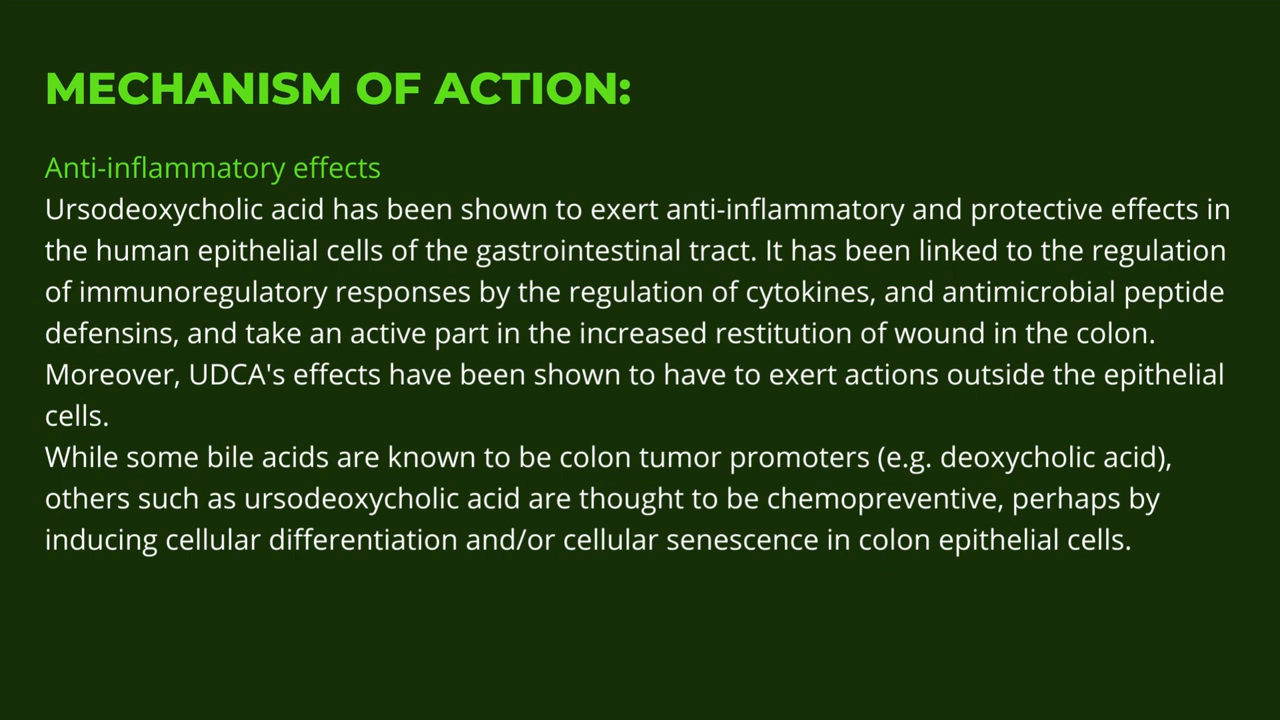 MECHANISM OF ACTION:
Anti-inflammatory effects
Ursodeoxycholic acid has been shown to exert anti-inflammatory and protective effects in
the human epithelial cells of the gastrointestinal tract. It has been linked to the regulation
of immunoregulatory responses by the regulation of cytokines, and antimicrobial peptide
defensins, and take an active part in the increased restitution of wound in the colon.
Moreover, UDCA's effects have been shown to have to exert actions outside the epithelial
cells.
While some bile acids are known to be colon tumor promoters (e.g. deoxycholic acid),
others such as ursodeoxycholic acid are thought to be chemopreventive, perhaps by
inducing cellular differentiation and/or cellular senescence in colon epithelial cells.